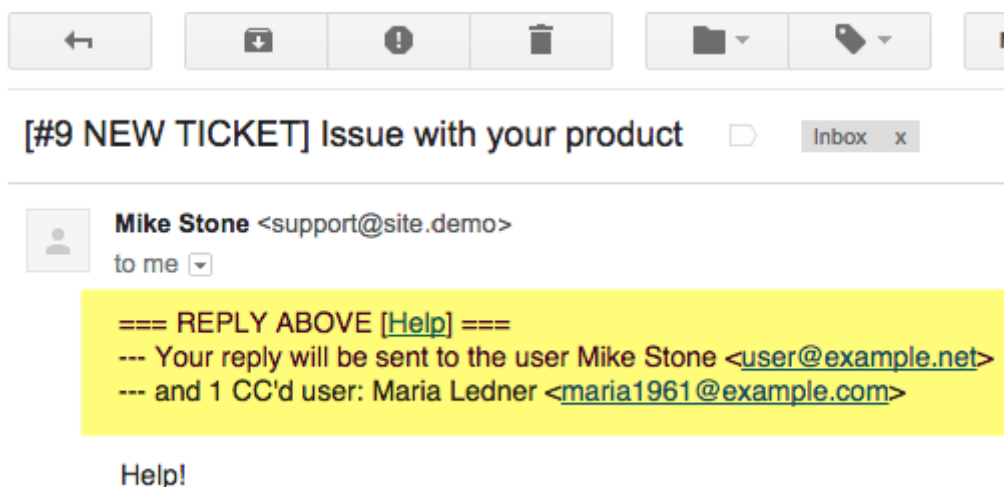 [#9 NEW TICKET] Issue with your product
Inbox x
Mike Stone <support@site.demo>
to me
=== REPLY ABOVE [Help] ===
--- Your reply will be sent to the user Mike Stone <user@example.net>
--- and 1 CC'd user: Maria Ledner <maria1961@example.com>
Help!